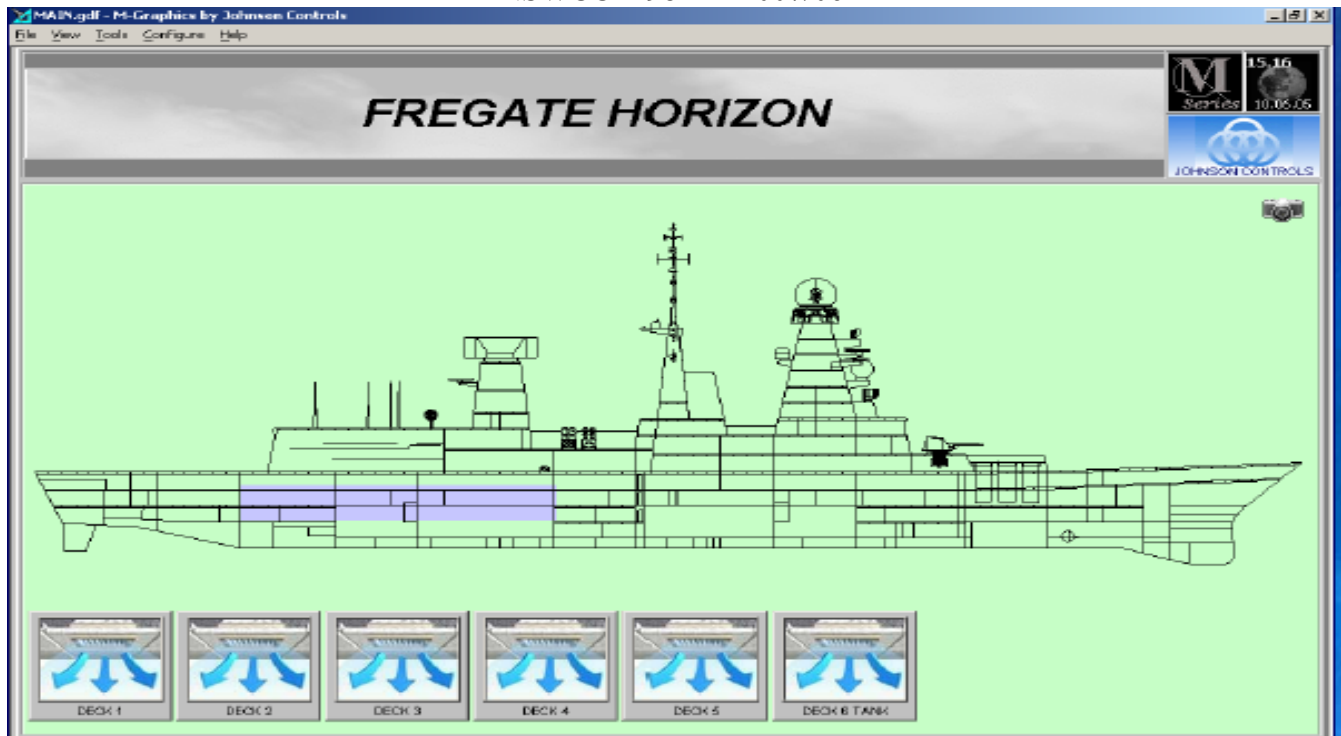 MAIN.gdf - M-Graphics by Johnson Controls
File View Tools Configure Help
FREGATE HORIZON
M
Series
15.16
10.06.05
JOHNSON CONTROLS
DECK 1
DECK 2
DECK 3
DECK 4
DECK 5
DECK 6 TANK